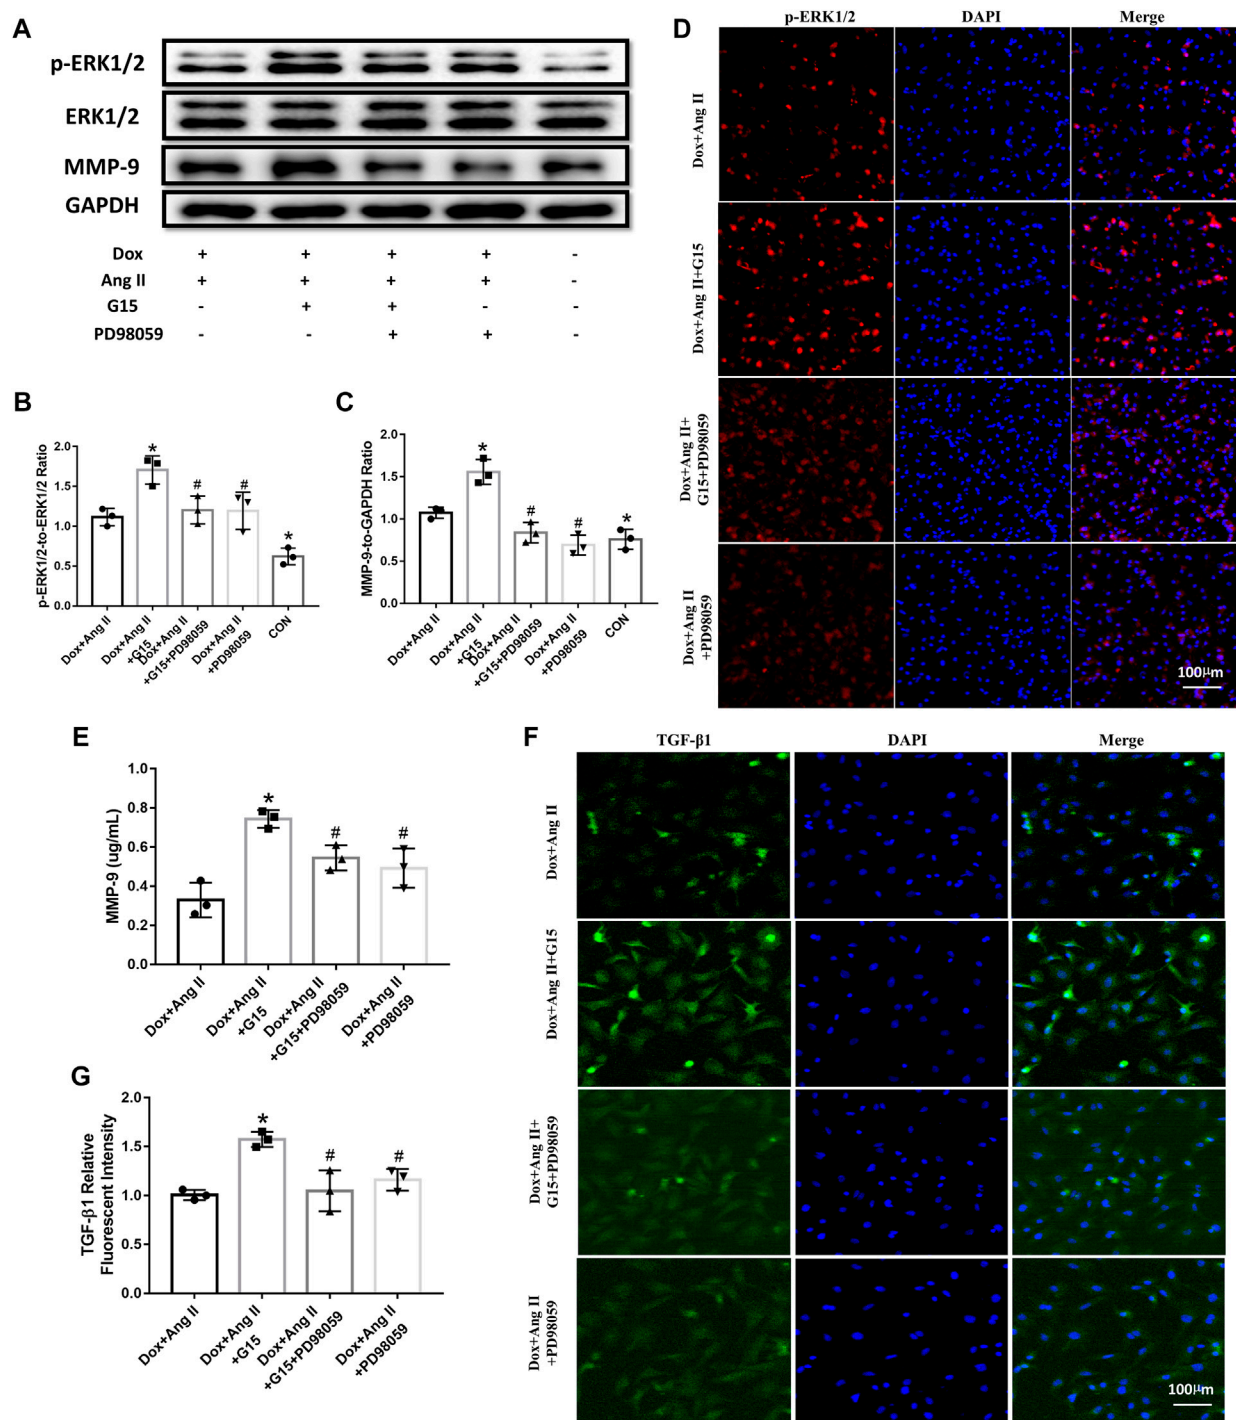 A
p-ERK1/2
ERK1/2
MMP-9
GAPDH
Dox + + + + -
Ang II + + + + -
G15 - + + - -
PD98059 - - + + -
B
p-ERK1/2-to-ERK1/2 Ratio
2.0
1.5
1.0
0.5
0.0
*
#
#
*
Dox+Ang II
Dox+Ang II
+G15
Dox+Ang II
+G15+PD98059
Dox+Ang II
+PD98059
CON
C
MMP-9-to-GAPDH Ratio
2.0
1.5
1.0
0.5
0.0
*
#
#
*
Dox+Ang II
Dox+Ang II
+G15
Dox+Ang II
+G15+PD98059
Dox+Ang II
+PD98059
CON
D
p-ERK1/2 DAPI Merge
Dox+Ang II
Dox+Ang II+G15
Dox+Ang II+
G15+PD98059
Dox+Ang II
+PD98059
100μm
E
MMP-9 (ug/mL)
1.0
0.8
0.6
0.4
0.2
0.0
*
#
#
Dox+Ang II
Dox+Ang II
+G15
Dox+Ang II
+G15+PD98059
Dox+Ang II
+PD98059
F
TGF-β1 DAPI Merge
Dox+Ang II
Dox+Ang II+G15
Dox+Ang II+
G15+PD98059
Dox+Ang II
+PD98059
100μm
G
TGF-β1 Relative
Fluorescent Intensity
2.0
1.5
1.0
0.5
0.0
*
#
#
Dox+Ang II
Dox+Ang II
+G15
Dox+Ang II
+G15+PD98059
Dox+Ang II
+PD98059